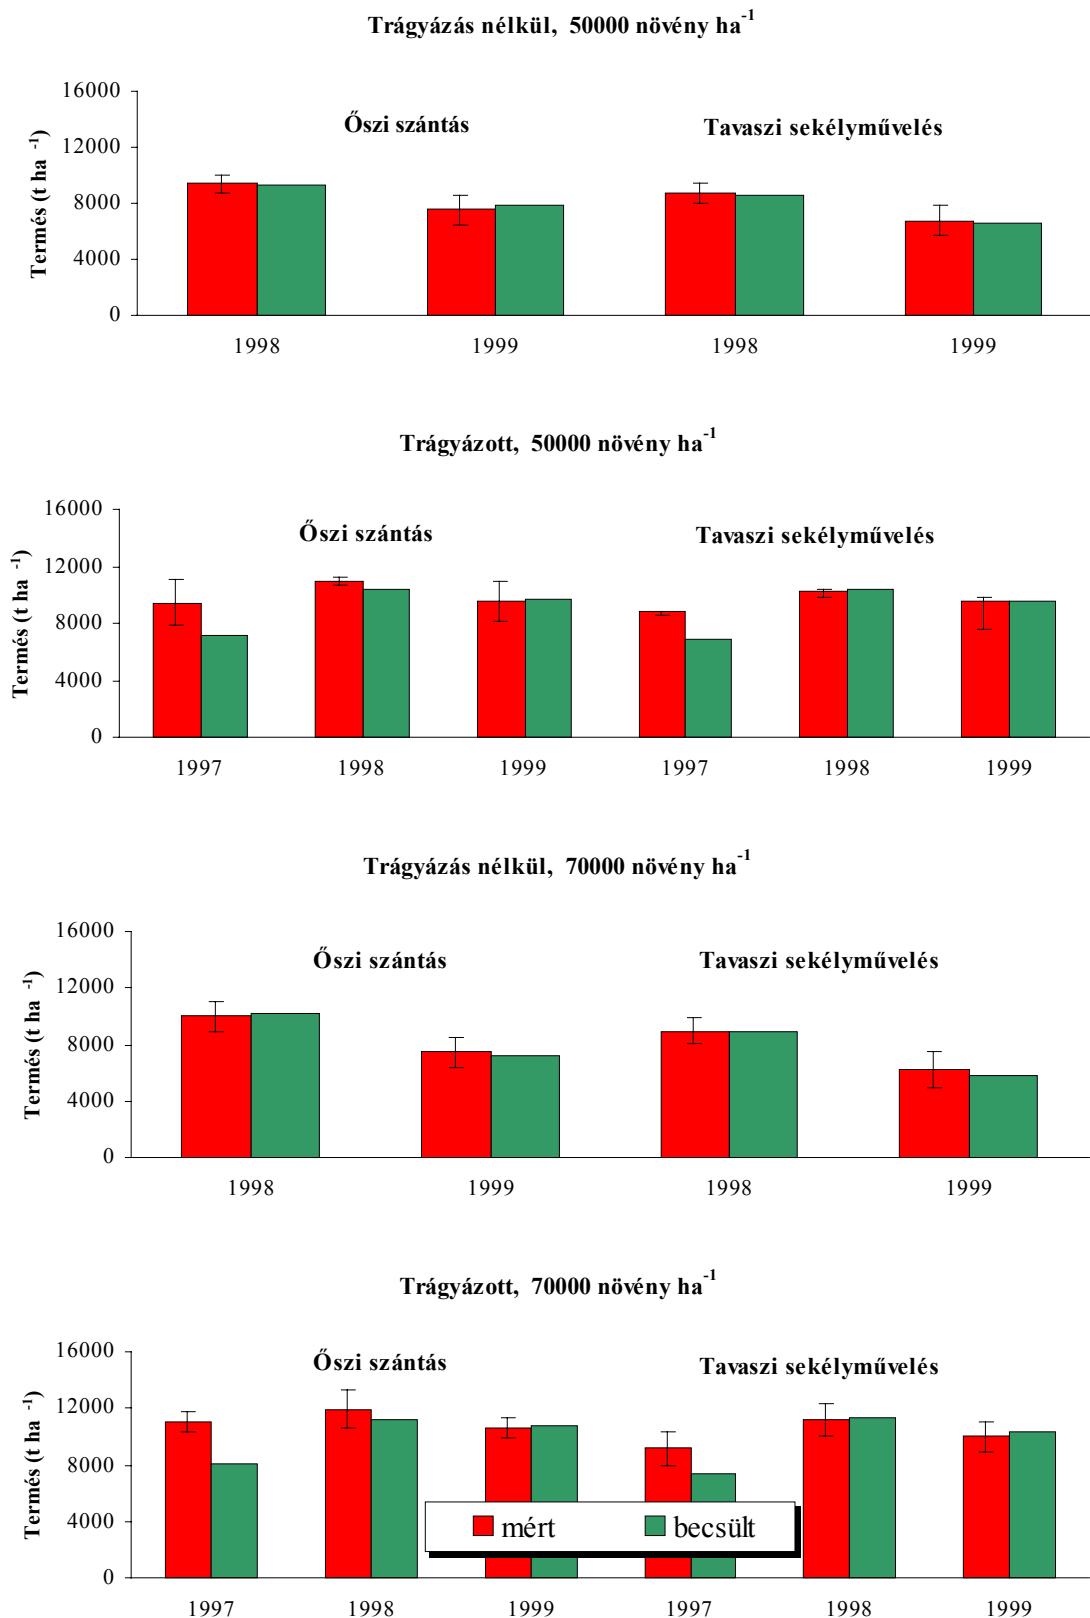 Trágyázás nélkül, 50000 növény ha-1
16000
Őszi szántás
Tavaszi sekélyművelés
12000
8000
4000
0
Termés (t ha -1)
1998 1999 1998 1999
Trágyázott, 50000 növény ha-1
16000
Őszi szántás
Tavaszi sekélyművelés
12000
8000
4000
0
Termés (t ha -1)
1997 1998 1999 1997 1998 1999
Trágyázás nélkül, 70000 növény ha-1
16000
Őszi szántás
Tavaszi sekélyművelés
12000
8000
4000
0
Termés (t ha -1)
1998 1999 1998 1999
Trágyázott, 70000 növény ha-1
16000
Őszi szántás
Tavaszi sekélyművelés
12000
8000
4000
0
Termés (t ha -1)
mért becsült
1997 1998 1999 1997 1998 1999